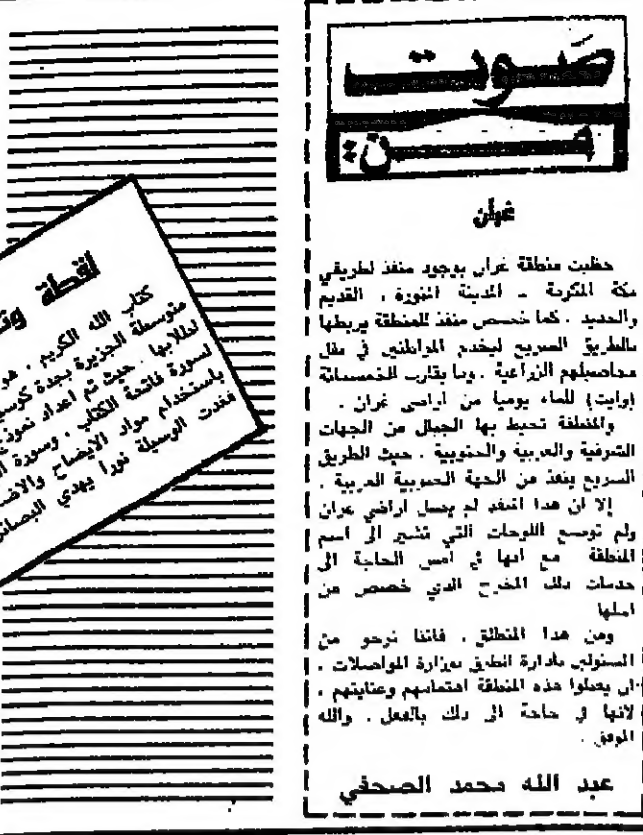 صوت
من:
غران
حظيت منطقة غران بوجود منفذ لطريقي
مكة المكرمة - المدينة المنورة ، القديم
والجديد . كما خصص منفذ للمنطقة يربطها
بالطريق السريع ليخدم المواطنين في نقل
محاصيلهم الزراعية . وما يقارب الخمسمائة
(وايت) للماء يوميا من اراضي غران .
والمنطقة تحيط بها الجبال من الجهات
الشرقية والغربية والجنوبية . حيث الطريق
السريع ينفذ من الجهة الجنوبية الغربية .
إلا ان هذا المنفذ لم يصل اراضي غران
ولم توضع اللوحات التي تشير الى اسم
المنطقة مع انها في امس الحاجة الى
خدمات ذلك المخرج الذي خصص من
اجلها
ومن هذا المنطلق ، فاننا نرجو من
المسئولين بادارة الطرق بوزارة المواصلات ،
ان يعطوا هذه المنطقة اهتمامهم وعنايتهم ،
لانها في حاجة الى ذلك بالفعل . والله
الموفق .
عبد الله محمد الصحفي
لقطة
كتاب الله الكريم . هو
متوسطة الجزيرة بجدة
لطلابها . حيث تم اعداد
لسورة فاتحة الكتاب . وسورة
باستخدام مواد الايضاح
فغدت الوسيلة نورا يهدي